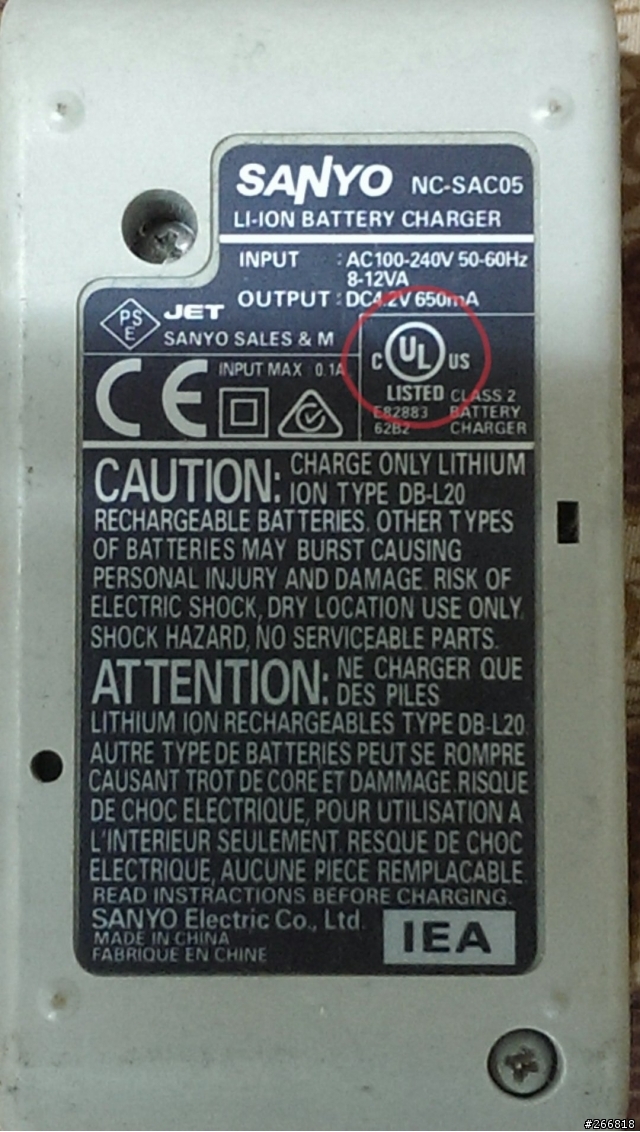 SANYO NC-SAC05
LI-ION BATTERY CHARGER
INPUT : AC100-240V 50-60Hz
8-12VA
OUTPUT : DC4.2V 650mA
PS E JET
SANYO SALES & M
INPUT MAX 0.1A
CE
C UL US
LISTED CLASS 2
E82883 BATTERY
62B2 CHARGER
CAUTION: CHARGE ONLY LITHIUM
ION TYPE DB-L20
RECHARGEABLE BATTERIES. OTHER TYPES
OF BATTERIES MAY BURST CAUSING
PERSONAL INJURY AND DAMAGE. RISK OF
ELECTRIC SHOCK, DRY LOCATION USE ONLY.
SHOCK HAZARD, NO SERVICEABLE PARTS.
ATTENTION: NE CHARGER QUE
DES PILES
LITHIUM ION RECHARGEABLES TYPE DB-L20.
AUTRE TYPE DE BATTERIES PEUT SE ROMPRE
CAUSANT TROT DE CORE ET DAMMAGE. RISQUE
DE CHOC ELECTRIQUE, POUR UTILISATION A
L'INTERIEUR SEULEMENT. RESQUE DE CHOC
ELECTRIQUE, AUCUNE PIECE REMPLACABLE.
READ INSTRUCTIONS BEFORE CHARGING.
SANYO Electric Co., Ltd.
MADE IN CHINA
FABRIQUE EN CHINE
IEA
#266818